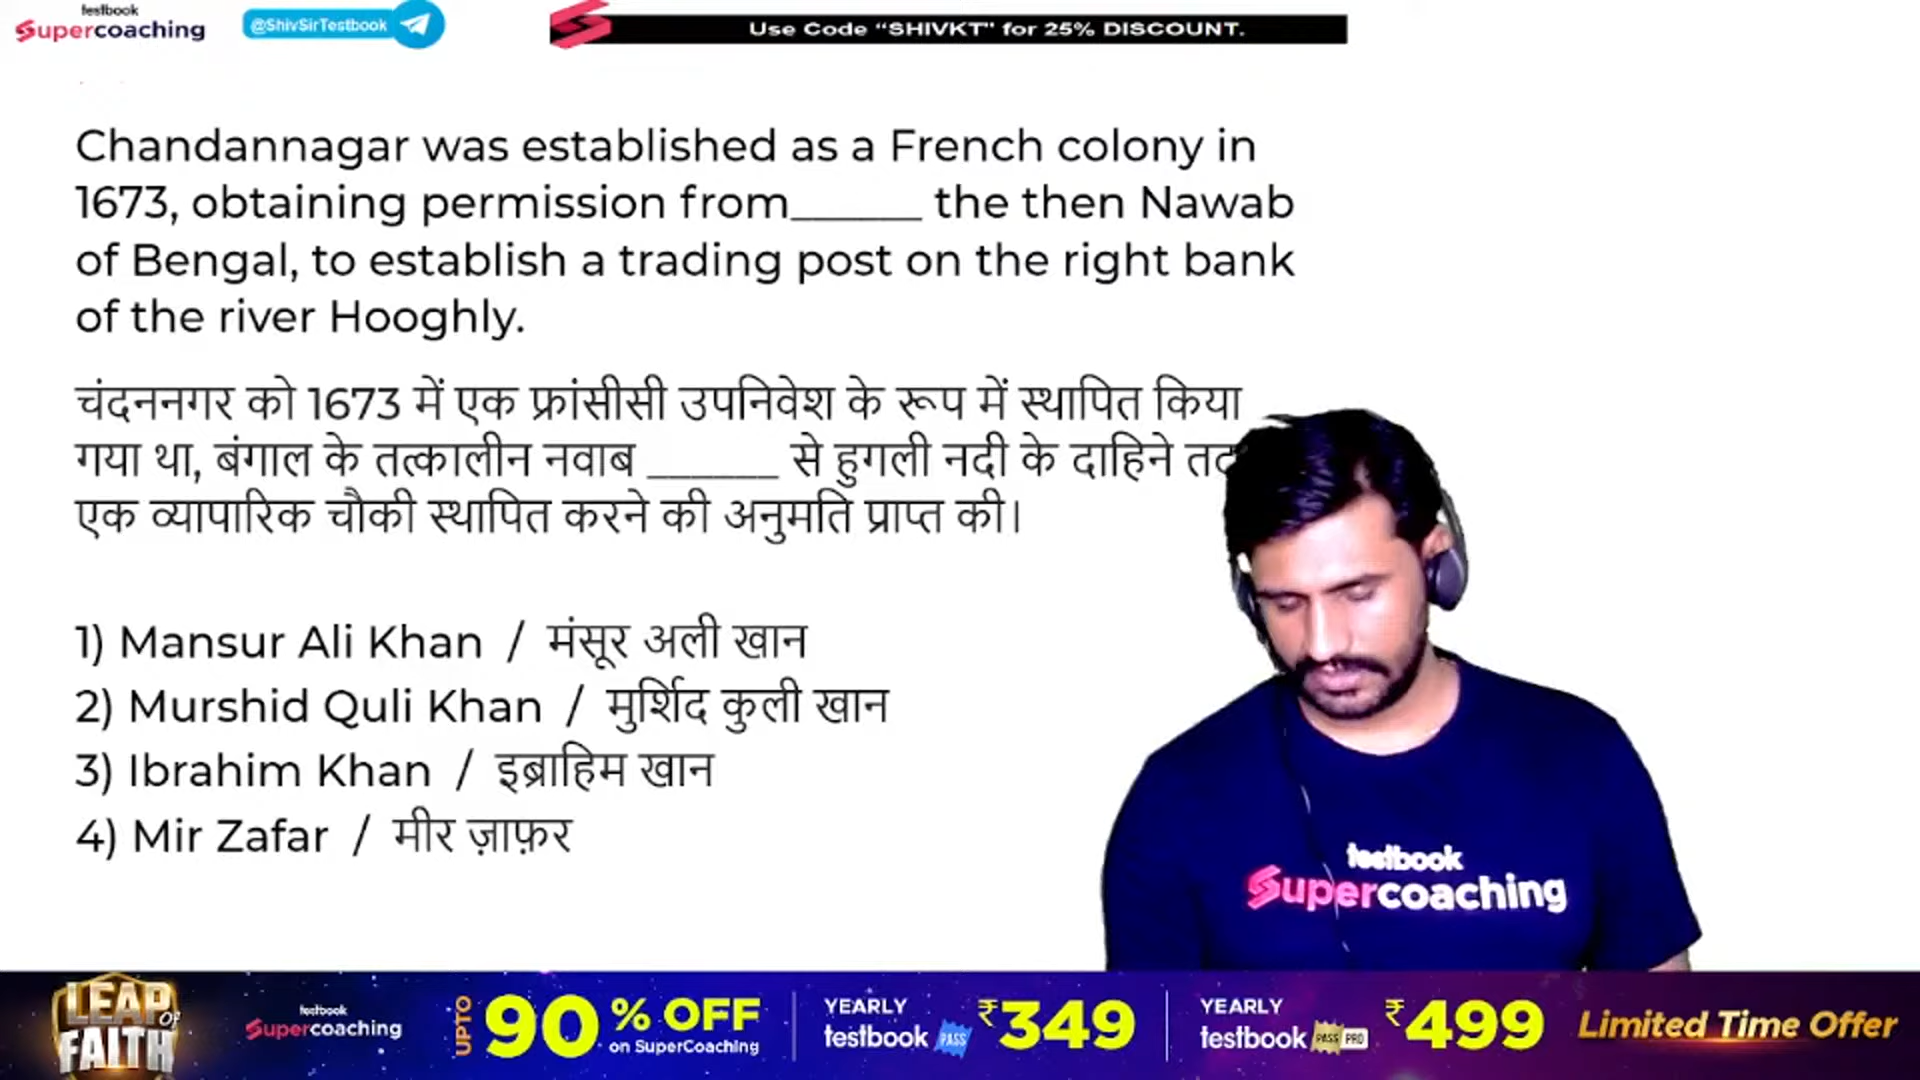 testbook
Supercoaching
@ShivSirTestbook
Use Code “SHIVKT” for 25% DISCOUNT.
Chandannagar was established as a French colony in
1673, obtaining permission from______ the then Nawab
of Bengal, to establish a trading post on the right bank
of the river Hooghly.
चंदननगर को 1673 में एक फ्रांसीसी उपनिवेश के रूप में स्थापित किया
गया था, बंगाल के तत्कालीन नवाब ______ से हुगली नदी के दाहिने
एक व्यापारिक चौकी स्थापित करने की अनुमति प्राप्त की।
1) Mansur Ali Khan / मंसूर अली खान
2) Murshid Quli Khan / मुर्शिद कुली खान
3) Ibrahim Khan / इब्राहिम खान
4) Mir Zafar / मीर ज़ाफ़र
testbook
Supercoaching
LEAP OF FAITH
testbook
Supercoaching
UPTO 90% OFF
on SuperCoaching
YEARLY
testbook PASS
₹349
YEARLY
testbook PASS PRO
₹499
Limited Time Offer